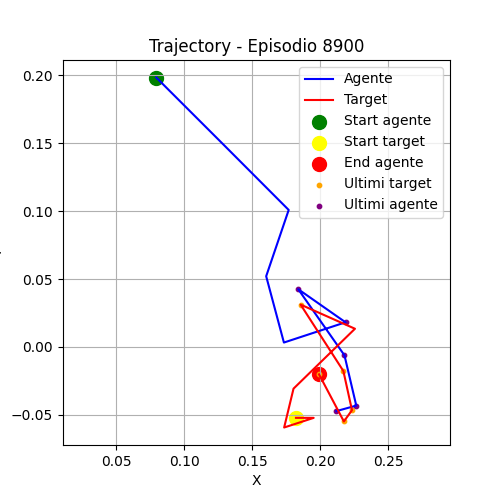 Trajectory - Episodio 8900
Agente
Target
Start agente
Start target
End agente
Ultimi target
Ultimi agente
0.20
0.15
0.10
0.05
0.00
−0.05
0.05
0.10
0.15
0.20
0.25
X